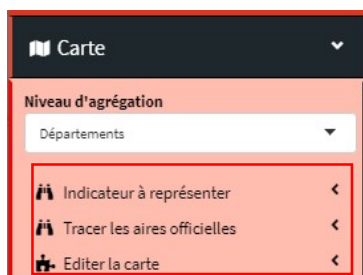 Carte
Niveau d'agrégation
Départements
Indicateur à représenter
Tracer les aires officielles
Editer la carte